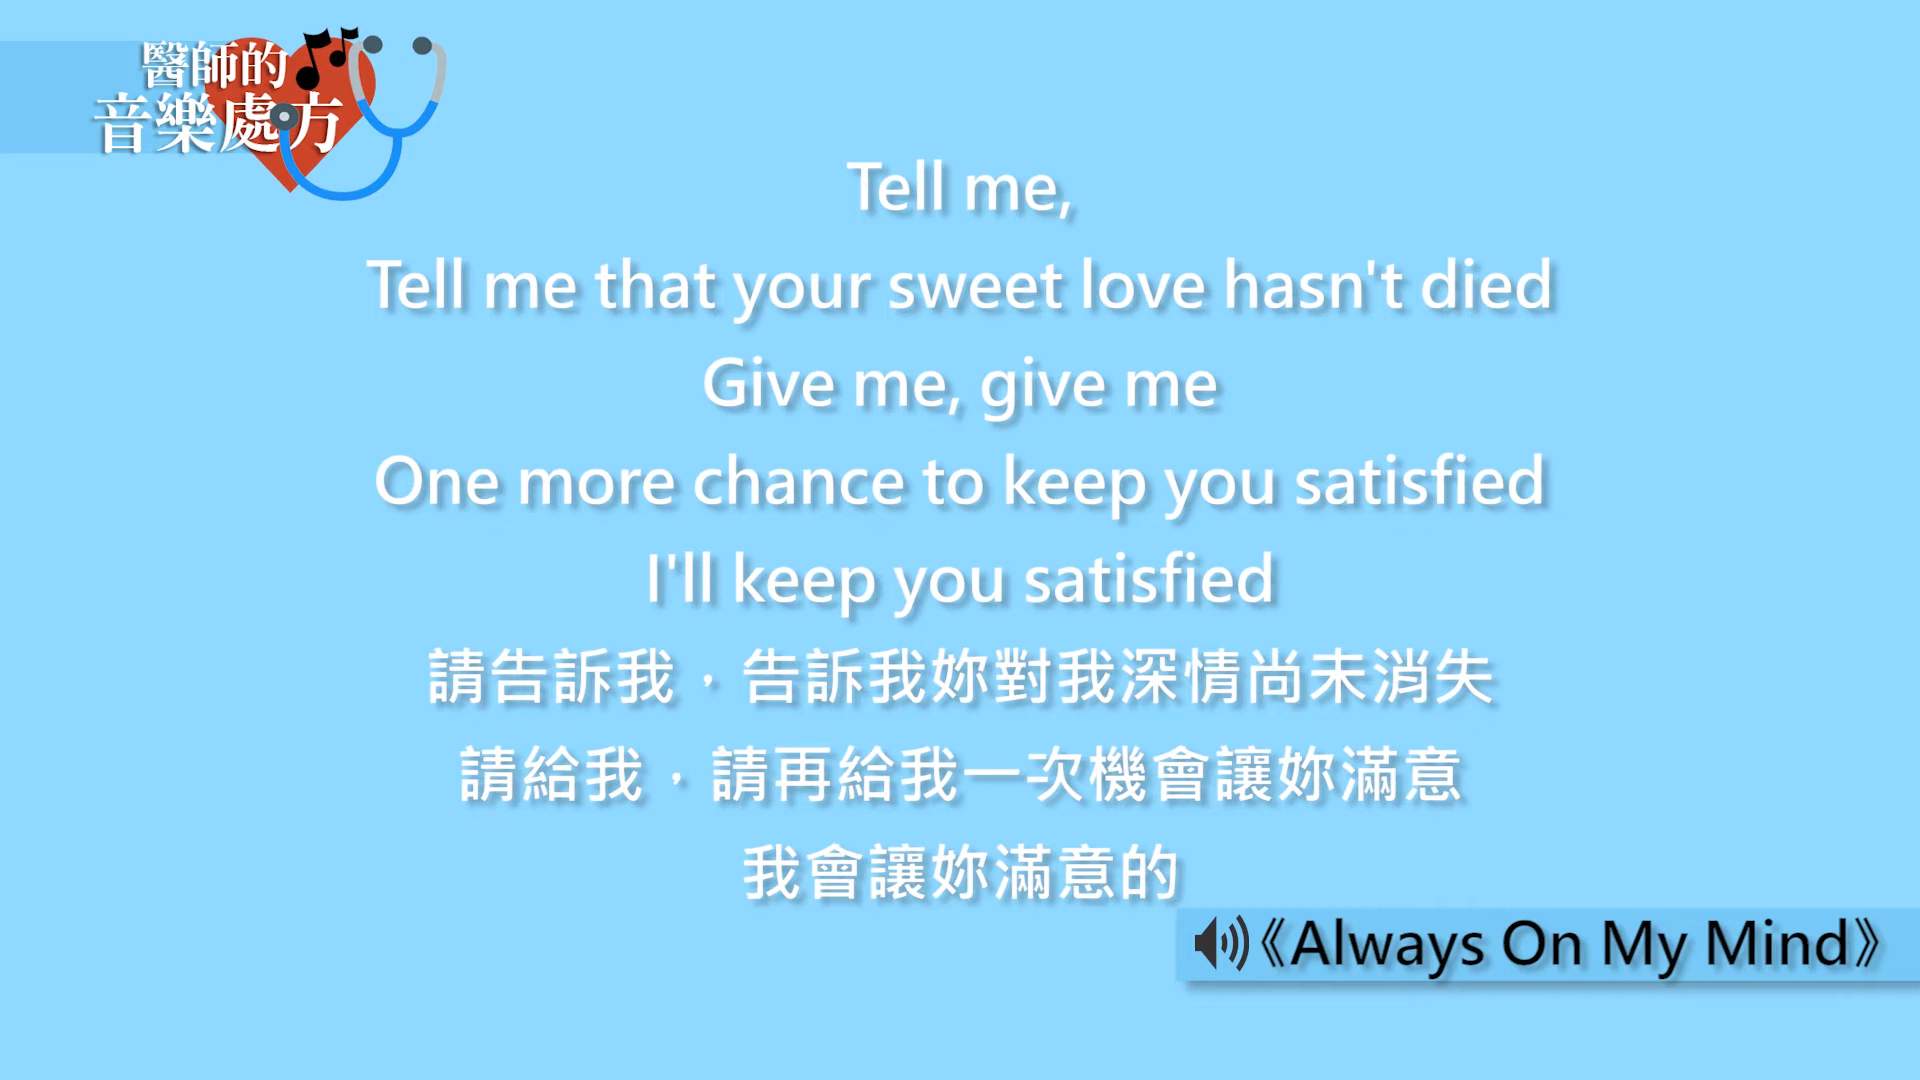 醫師的
音樂處方
Tell me,
Tell me that your sweet love hasn't died
Give me, give me
One more chance to keep you satisfied
I'll keep you satisfied
請告訴我，告訴我妳對我深情尚未消失
請給我，請再給我一次機會讓妳滿意
我會讓妳滿意的
《Always On My Mind》